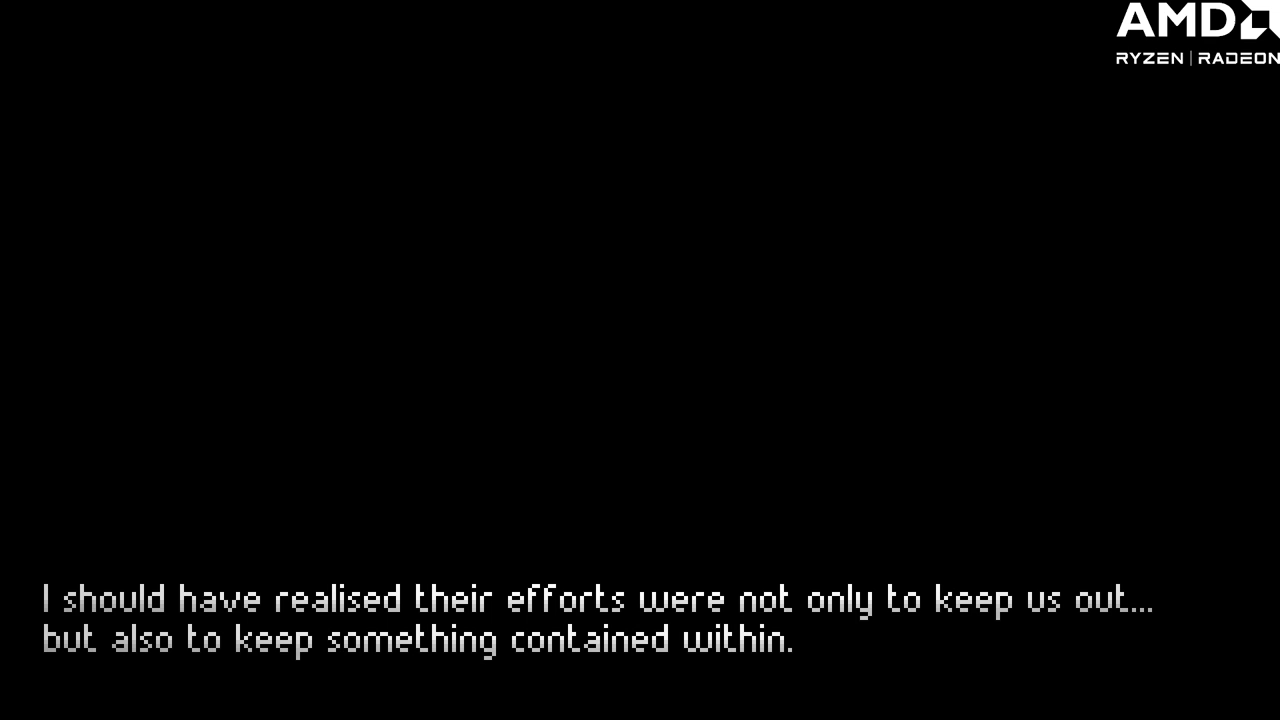 AMD
RYZEN | RADEON
I should have realised their efforts were not only to keep us out...
but also to keep something contained within.